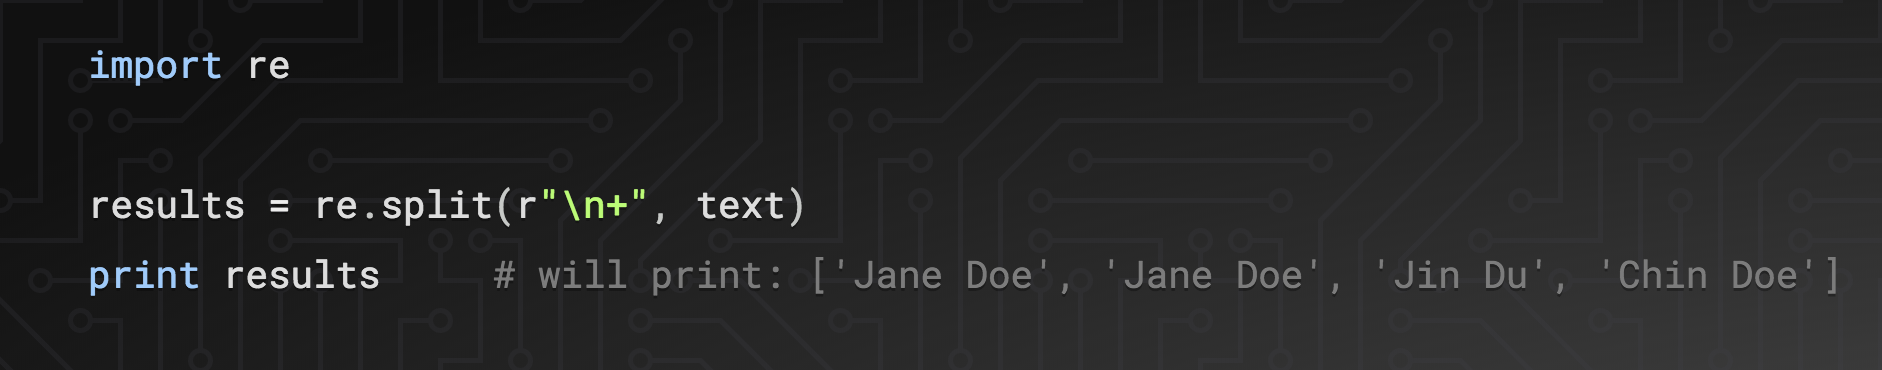 import re
results = re.split(r"\n+", text)
print results     # will print: ['Jane Doe', 'Jane Doe', 'Jin Du', 'Chin Doe']